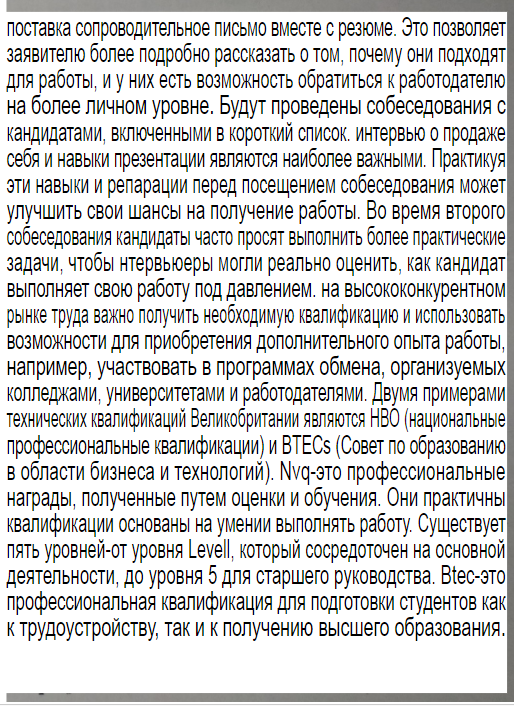 поставка сопроводительное письмо вместе с резюме. Это позволяет
заявителю более подробно рассказать о том, почему они подходят
для работы, и у них есть возможность обратиться к работодателю
на более личном уровне. Будут проведены собеседования с
кандидатами, включенными в короткий список. интервью о продаже
себя и навыки презентации являются наиболее важными. Практикуя
эти навыки и репарации перед посещением собеседования может
улучшить свои шансы на получение работы. Во время второго
собеседования кандидаты часто просят выполнить более практические
задачи, чтобы нтервьюеры могли реально оценить, как кандидат
выполняет свою работу под давлением. на высококонкурентном
рынке труда важно получить необходимую квалификацию и использовать
возможности для приобретения дополнительного опыта работы,
например, участвовать в программах обмена, организуемых
колледжами, университетами и работодателями. Двумя примерами
технических квалификаций Великобритании являются НВО (национальные
профессиональные квалификации) и BTECs (Совет по образованию
в области бизнеса и технологий). Nvq-это профессиональные
награды, полученные путем оценки и обучения. Они практичны
квалификации основаны на умении выполнять работу. Существует
пять уровней-от уровня Levell, который сосредоточен на основной
деятельности, до уровня 5 для старшего руководства. Btec-это
профессиональная квалификация для подготовки студентов как
к трудоустройству, так и к получению высшего образования.